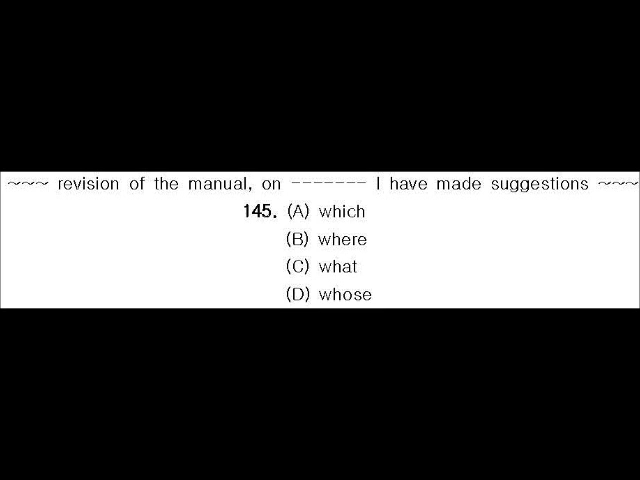 ~~~ revision of the manual, on ------- I have made suggestions ~~~
145. (A) which
(B) where
(C) what
(D) whose